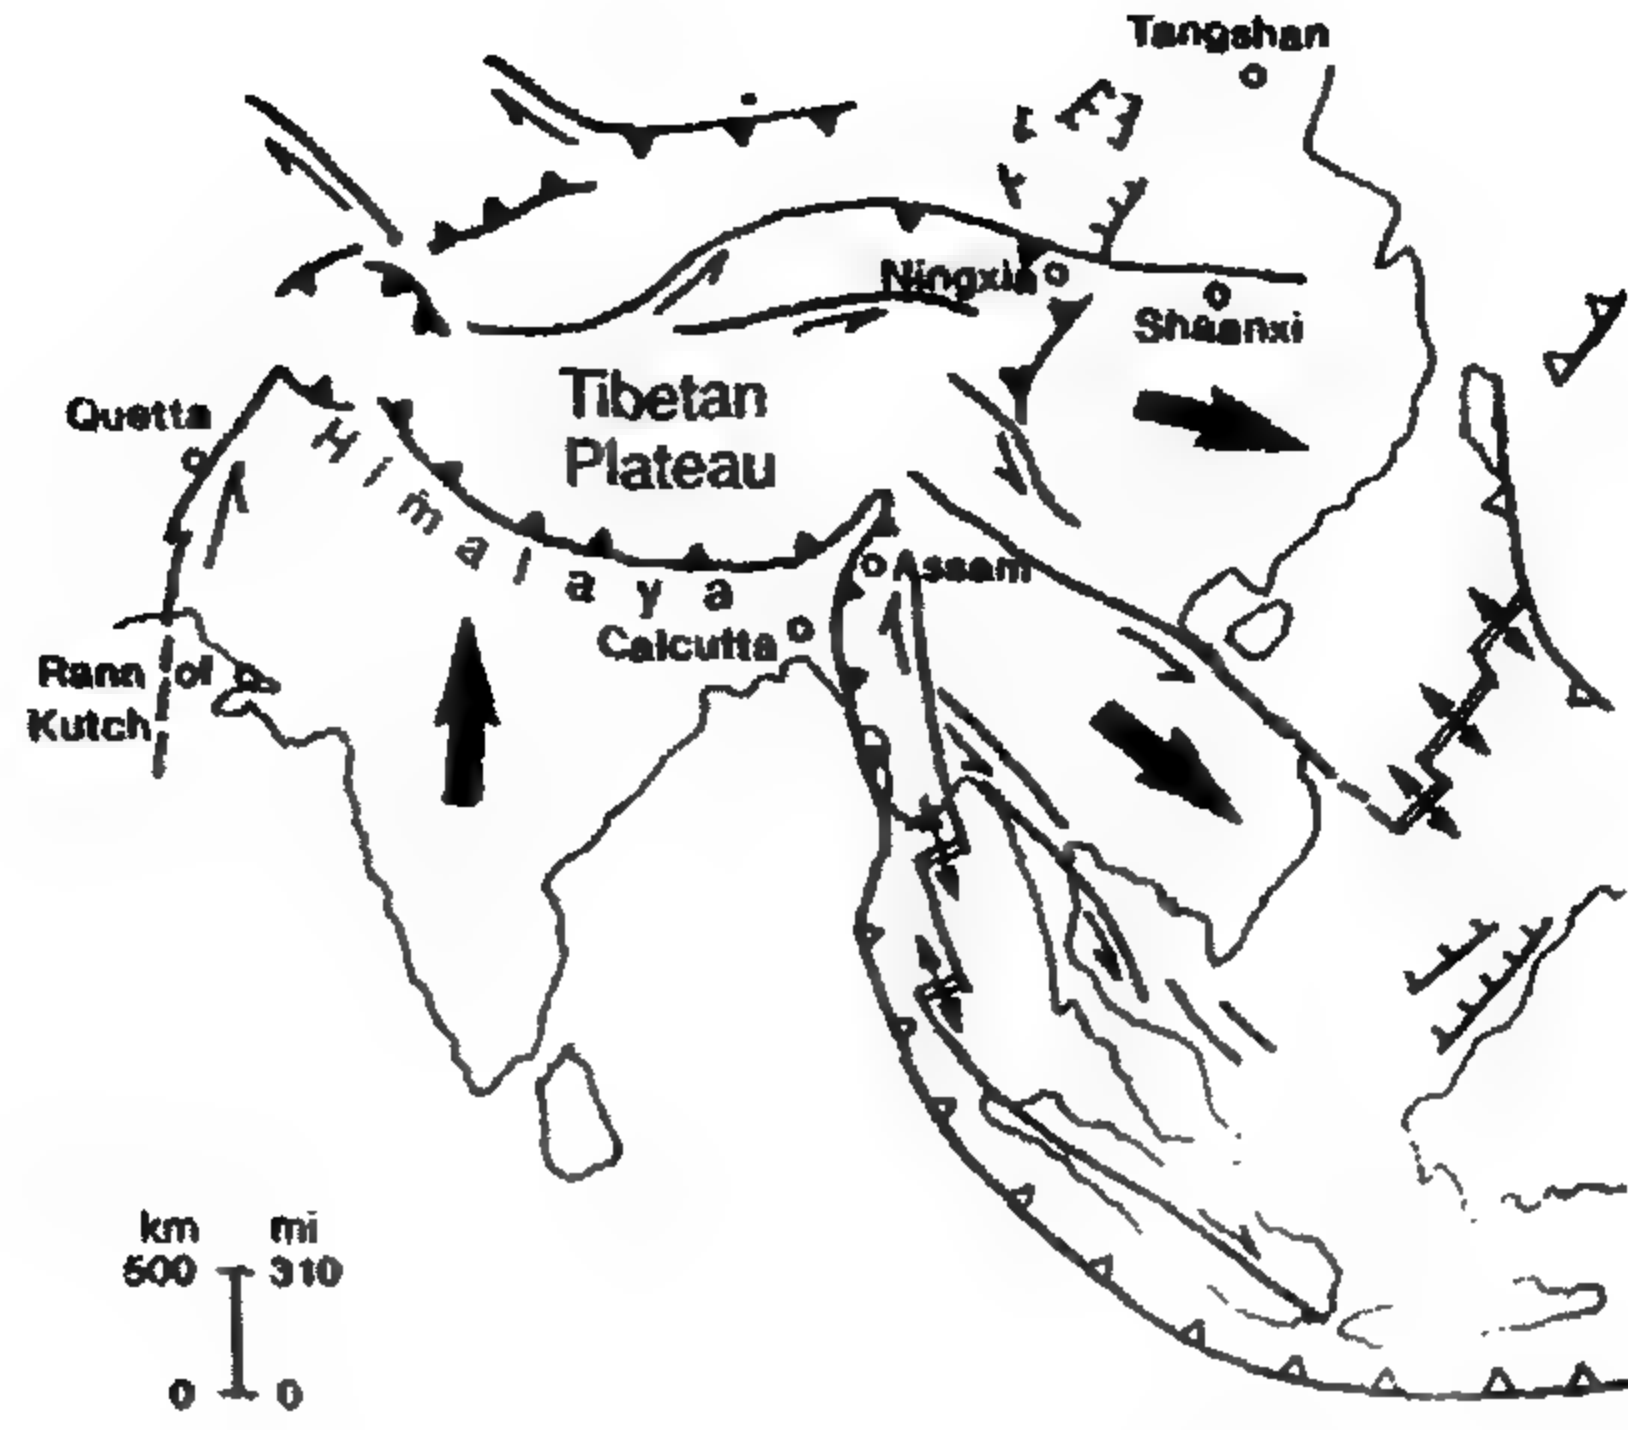 Tangshan
Ningxia
Shaanxi
Quetta
Tibetan
Plateau
Himalaya
Assam
Calcutta
Rann of
Kutch
km mi
500 310
0 0